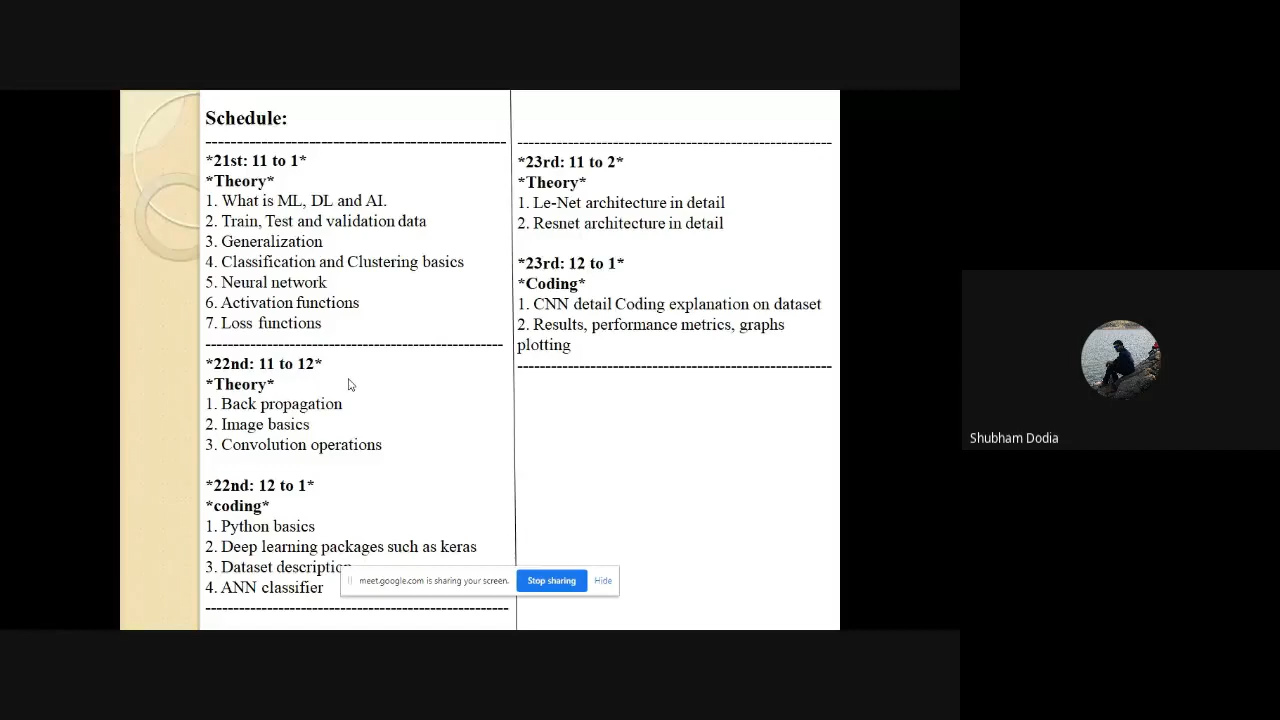 Schedule:
------------------------------------------------
*21st: 11 to 1*
*Theory*
1. What is ML, DL and AI.
2. Train, Test and validation data
3. Generalization
4. Classification and Clustering basics
5. Neural network
6. Activation functions
7. Loss functions
------------------------------------------------
*22nd: 11 to 12*
*Theory*
1. Back propagation
2. Image basics
3. Convolution operations
*22nd: 12 to 1*
*coding*
1. Python basics
2. Deep learning packages such as keras
3. Dataset description
4. ANN classifier
------------------------------------------------
--------------------------------------------------
*23rd: 11 to 2*
*Theory*
1. Le-Net architecture in detail
2. Resnet architecture in detail
*23rd: 12 to 1*
*Coding*
1. CNN detail Coding explanation on dataset
2. Results, performance metrics, graphs
plotting
--------------------------------------------------
meet.google.com is sharing your screen. Stop sharing Hide
Shubham Dodia